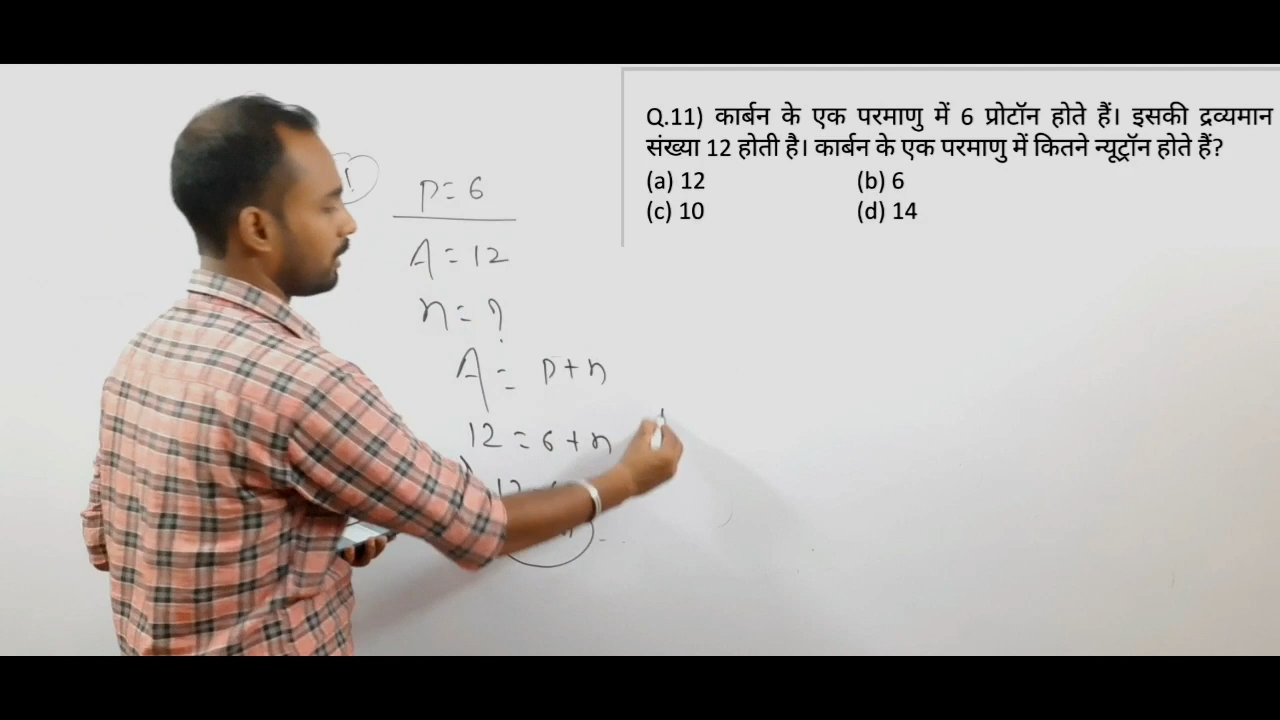 Q.11) कार्बन के एक परमाणु में 6 प्रोटॉन होते हैं। इसकी द्रव्यमान
संख्या 12 होती है। कार्बन के एक परमाणु में कितने न्यूट्रॉन होते हैं?
(a) 12 (b) 6
(c) 10 (d) 14
p = 6
A = 12
n = ?
A = p + n
12 = 6 + n